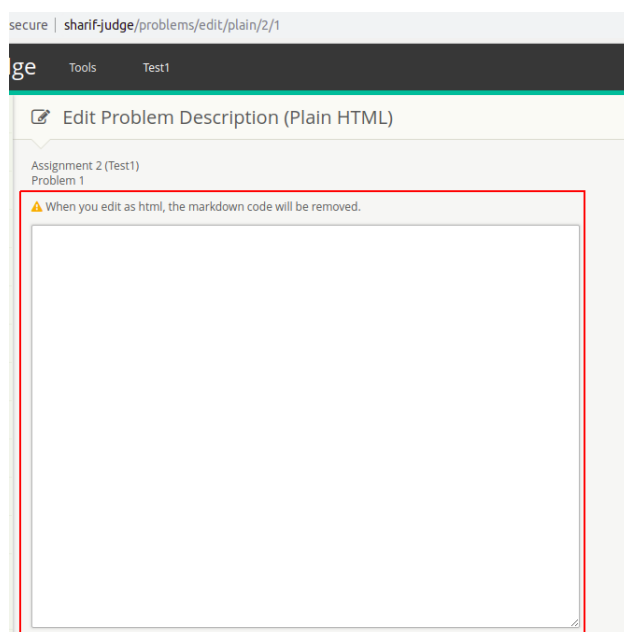 secure | sharif-judge/problems/edit/plain/2/1
ge Tools Test1
Edit Problem Description (Plain HTML)
Assignment 2 (Test1)
Problem 1
When you edit as html, the markdown code will be removed.